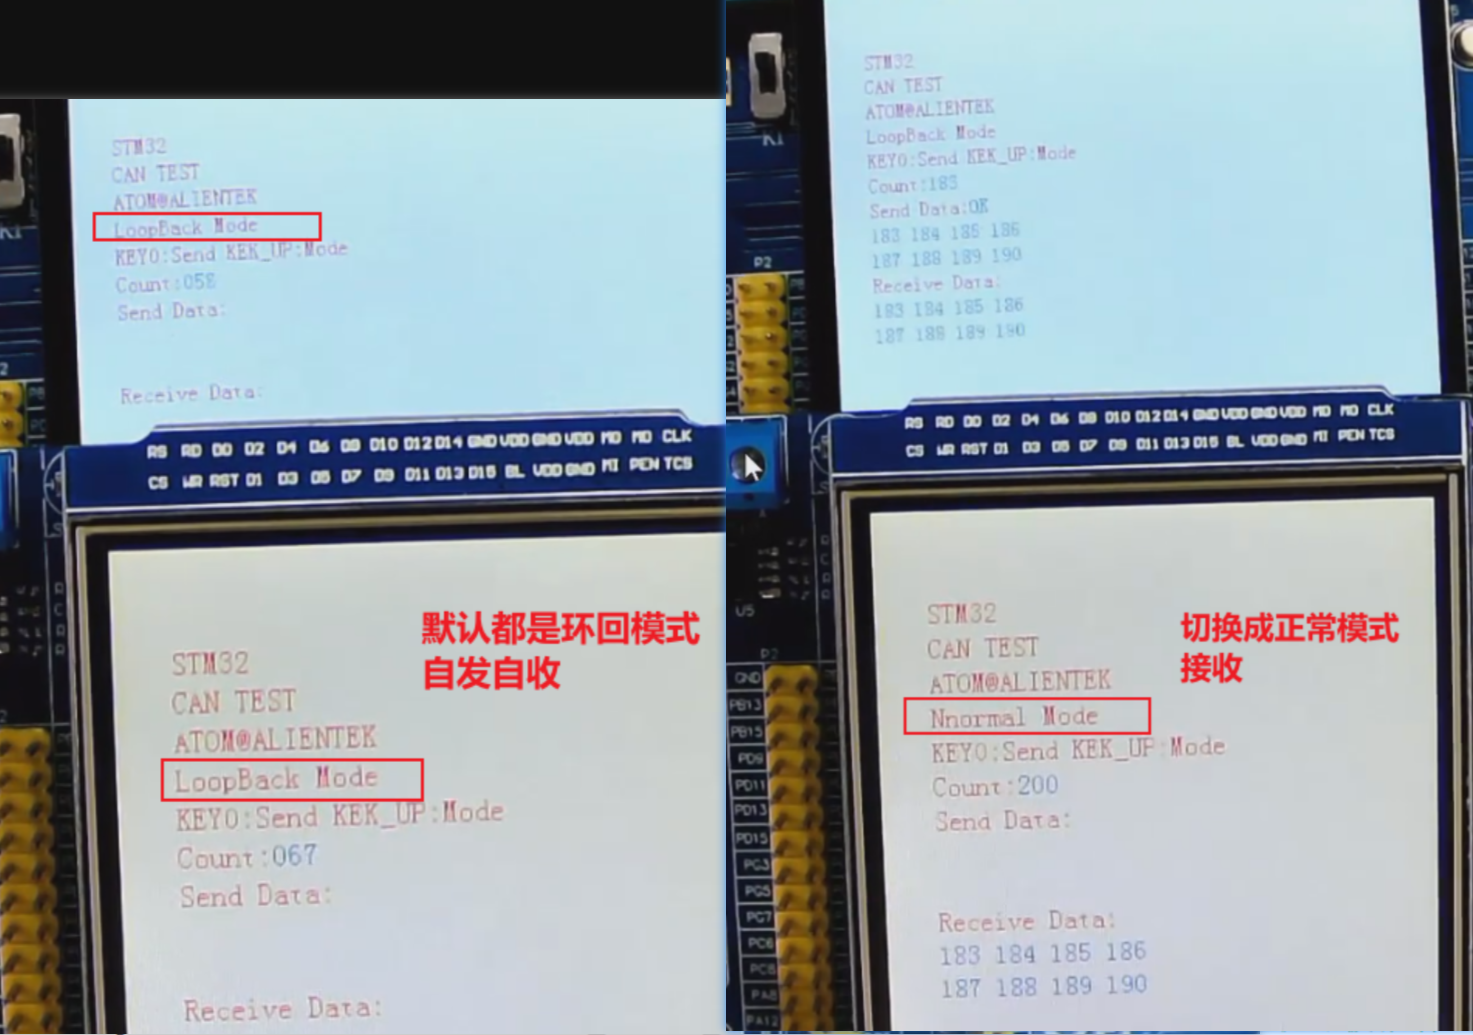 STM32
CAN TEST
ATOM@ALIENTEK
LoopBack Mode
KEY0:Send KEK_UP:Mode
Count:058
Send Data:
Receive Data:
RS RD D0 D2 D4 D6 D8 D10 D12 D14 GND VDD GND VDD MO MO CLK
CS WR RST D1 D3 D5 D7 D9 D11 D13 D15 BL VDD GND MI PEN TCS
默认都是环回模式
自发自收
STM32
CAN TEST
ATOM@ALIENTEK
LoopBack Mode
KEY0:Send KEK_UP:Mode
Count:067
Send Data:
Receive Data:
K1
STM32
CAN TEST
ATOM@ALIENTEK
LoopBack Mode
KEY0:Send KEK_UP:Mode
Count:183
Send Data:OK
183 184 185 186
187 188 189 190
Receive Data:
183 184 185 186
187 188 189 190
P2
RS RD D0 D2 D4 D6 D8 D10 D12 D14 GND VDD GND VDD MO MO CLK
CS WR RST D1 D3 D5 D7 D9 D11 D13 D15 BL VDD GND MI PEN TCS
U5
P2
GND
PB13
PB15
PD9
PD11
PD13
PD15
PG3
PG5
PG7
PC6
PC8
PA8
PA12
切换成正常模式
接收
STM32
CAN TEST
ATOM@ALIENTEK
Nnormal Mode
KEY0:Send KEK_UP:Mode
Count:200
Send Data:
Receive Data:
183 184 185 186
187 188 189 190